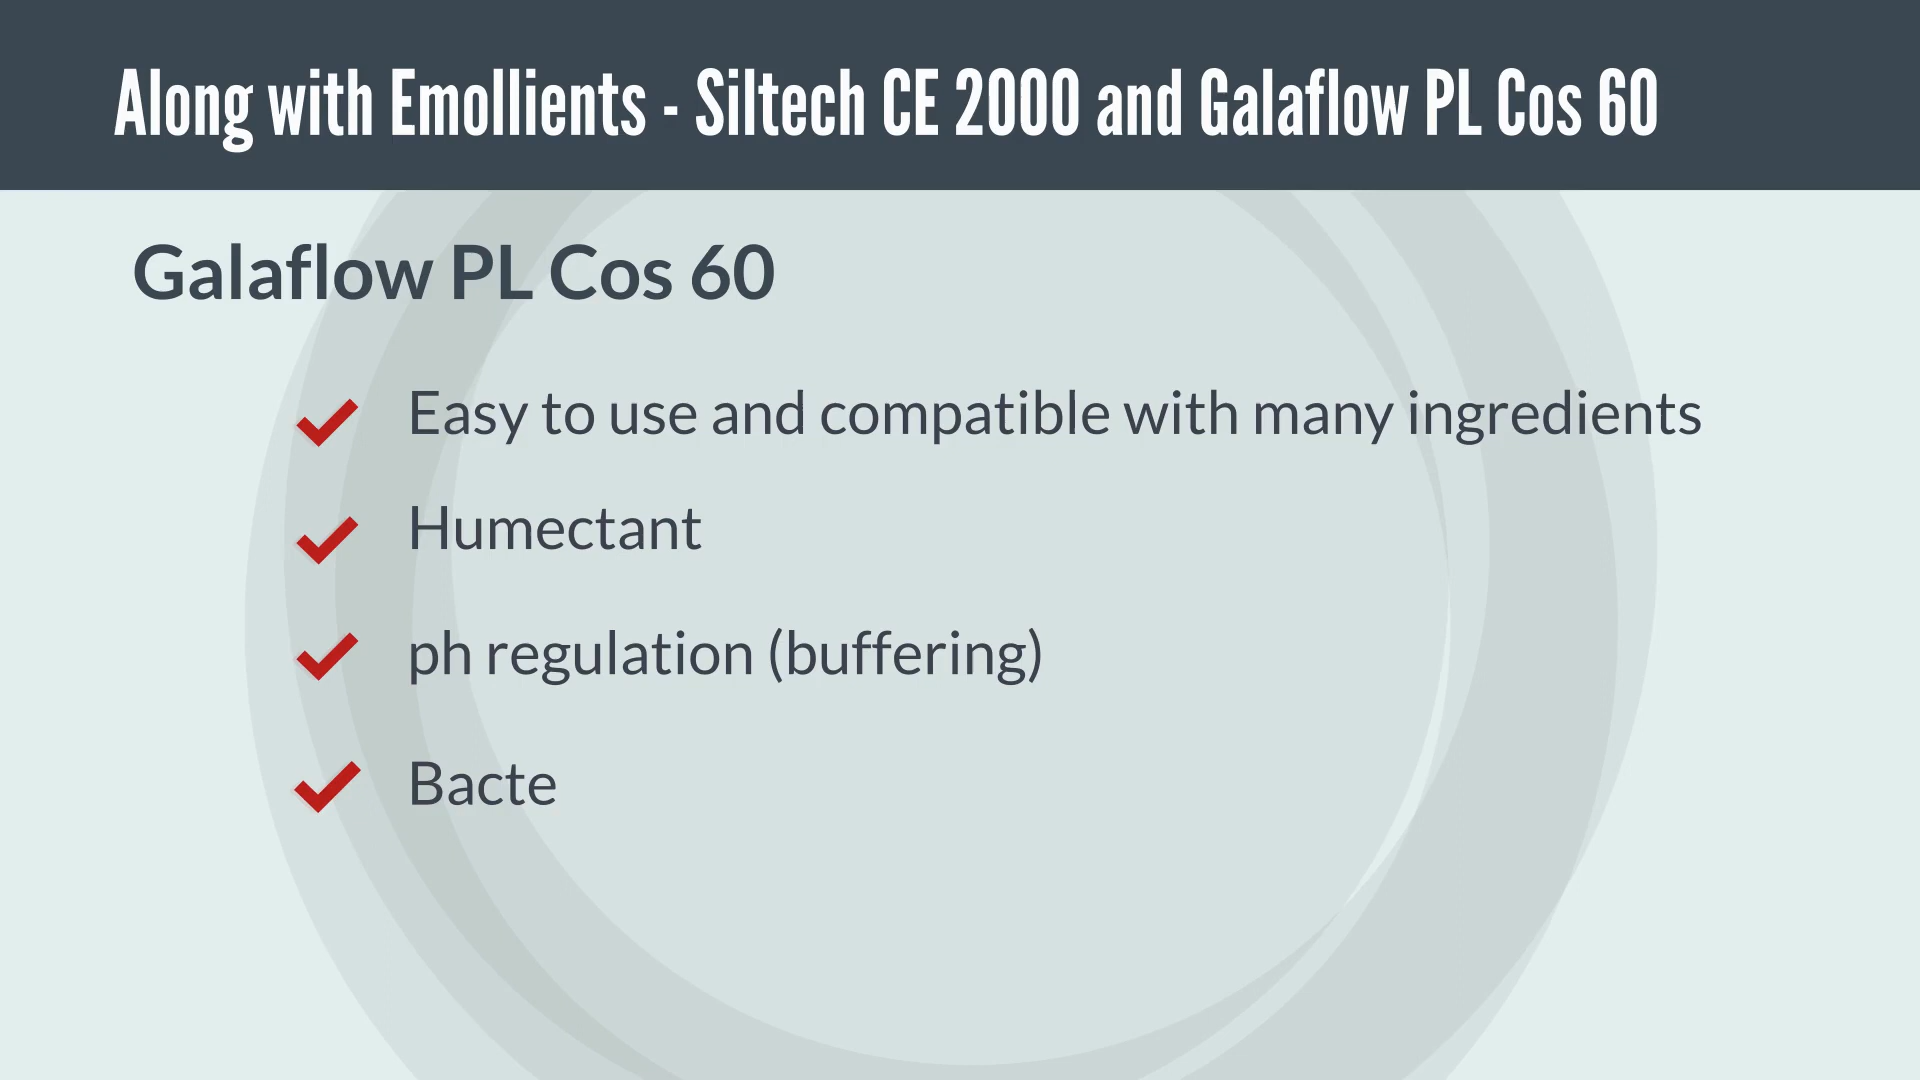 Along with Emollients - Siltech CE 2000 and Galaflow PL Cos 60
Galaflow PL Cos 60
Easy to use and compatible with many ingredients
Humectant
ph regulation (buffering)
Bacte